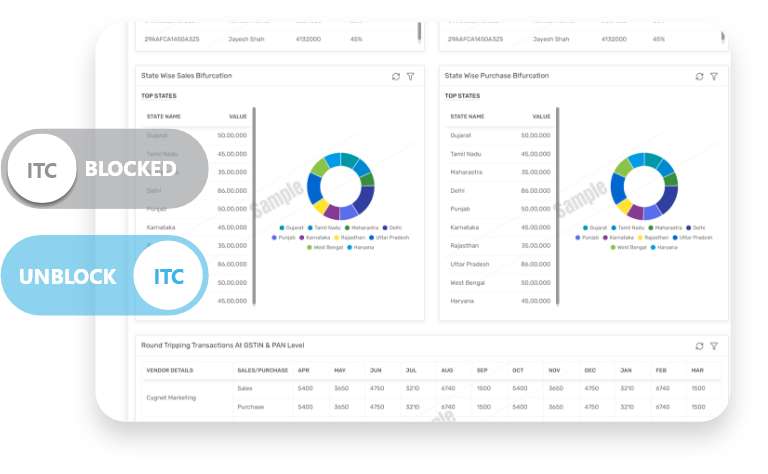 29AAFCA1450A3Z5 Jayesh Shah 4132000 45%
29AAFCA1450A3Z5 Jayesh Shah 4132000 45%
State Wise Sales Bifurcation
TOP STATES
STATE NAME VALUE
Gujarat 50,00,000
Tamil Nadu 45,00,000
Maharastra 35,00,000
Delhi 86,00,000
Punjab 50,00,000
Karnataka 45,00,000
35,00,000
86,00,000
50,00,000
45,00,000
Sample
Gujarat Tamil Nadu Maharastra Delhi
Punjab Karnataka Rajasthan Uttar Pradesh
West Bengal Haryana
State Wise Purchase Bifurcation
TOP STATES
STATE NAME VALUE
Gujarat 50,00,000
Tamil Nadu 45,00,000
Maharastra 35,00,000
Delhi 86,00,000
Punjab 50,00,000
Karnataka 45,00,000
Rajasthan 35,00,000
Uttar Pradesh 86,00,000
West Bengal 50,00,000
Haryana 45,00,000
Sample
Gujarat Tamil Nadu Maharastra Delhi
Punjab Karnataka Rajasthan Uttar Pradesh
West Bengal Haryana
ITC BLOCKED
UNBLOCK ITC
Round Tripping Transactions At GSTIN & PAN Level
VENDOR DETAILS SALES/PURCHASE APR MAY JUN JUL AUG SEP OCT NOV DEC JAN FEB MAR
Cygnet Marketing
Sales 5400 3650 4750 3210 6740 1500 5400 3650 4750 3210 6740 1500
Purchase 5400 3650 4750 3210 6740 1500 5400 3650 4750 3210 6740 1500